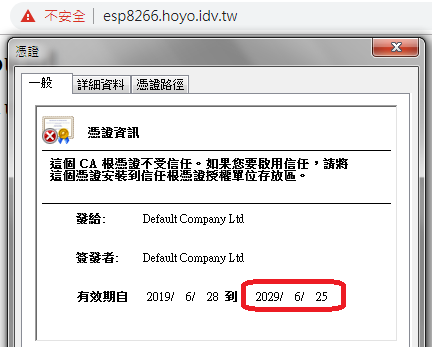 不安全 | esp8266.hoyo.idv.tw
憑證
一般 詳細資料 憑證路徑
憑證資訊
這個 CA 根憑證不受信任。如果您要啟用信任，請將
這個憑證安裝到信任根憑證授權單位存放區。
發給: Default Company Ltd
簽發者: Default Company Ltd
有效期自 2019/ 6/ 28 到 2029/ 6/ 25